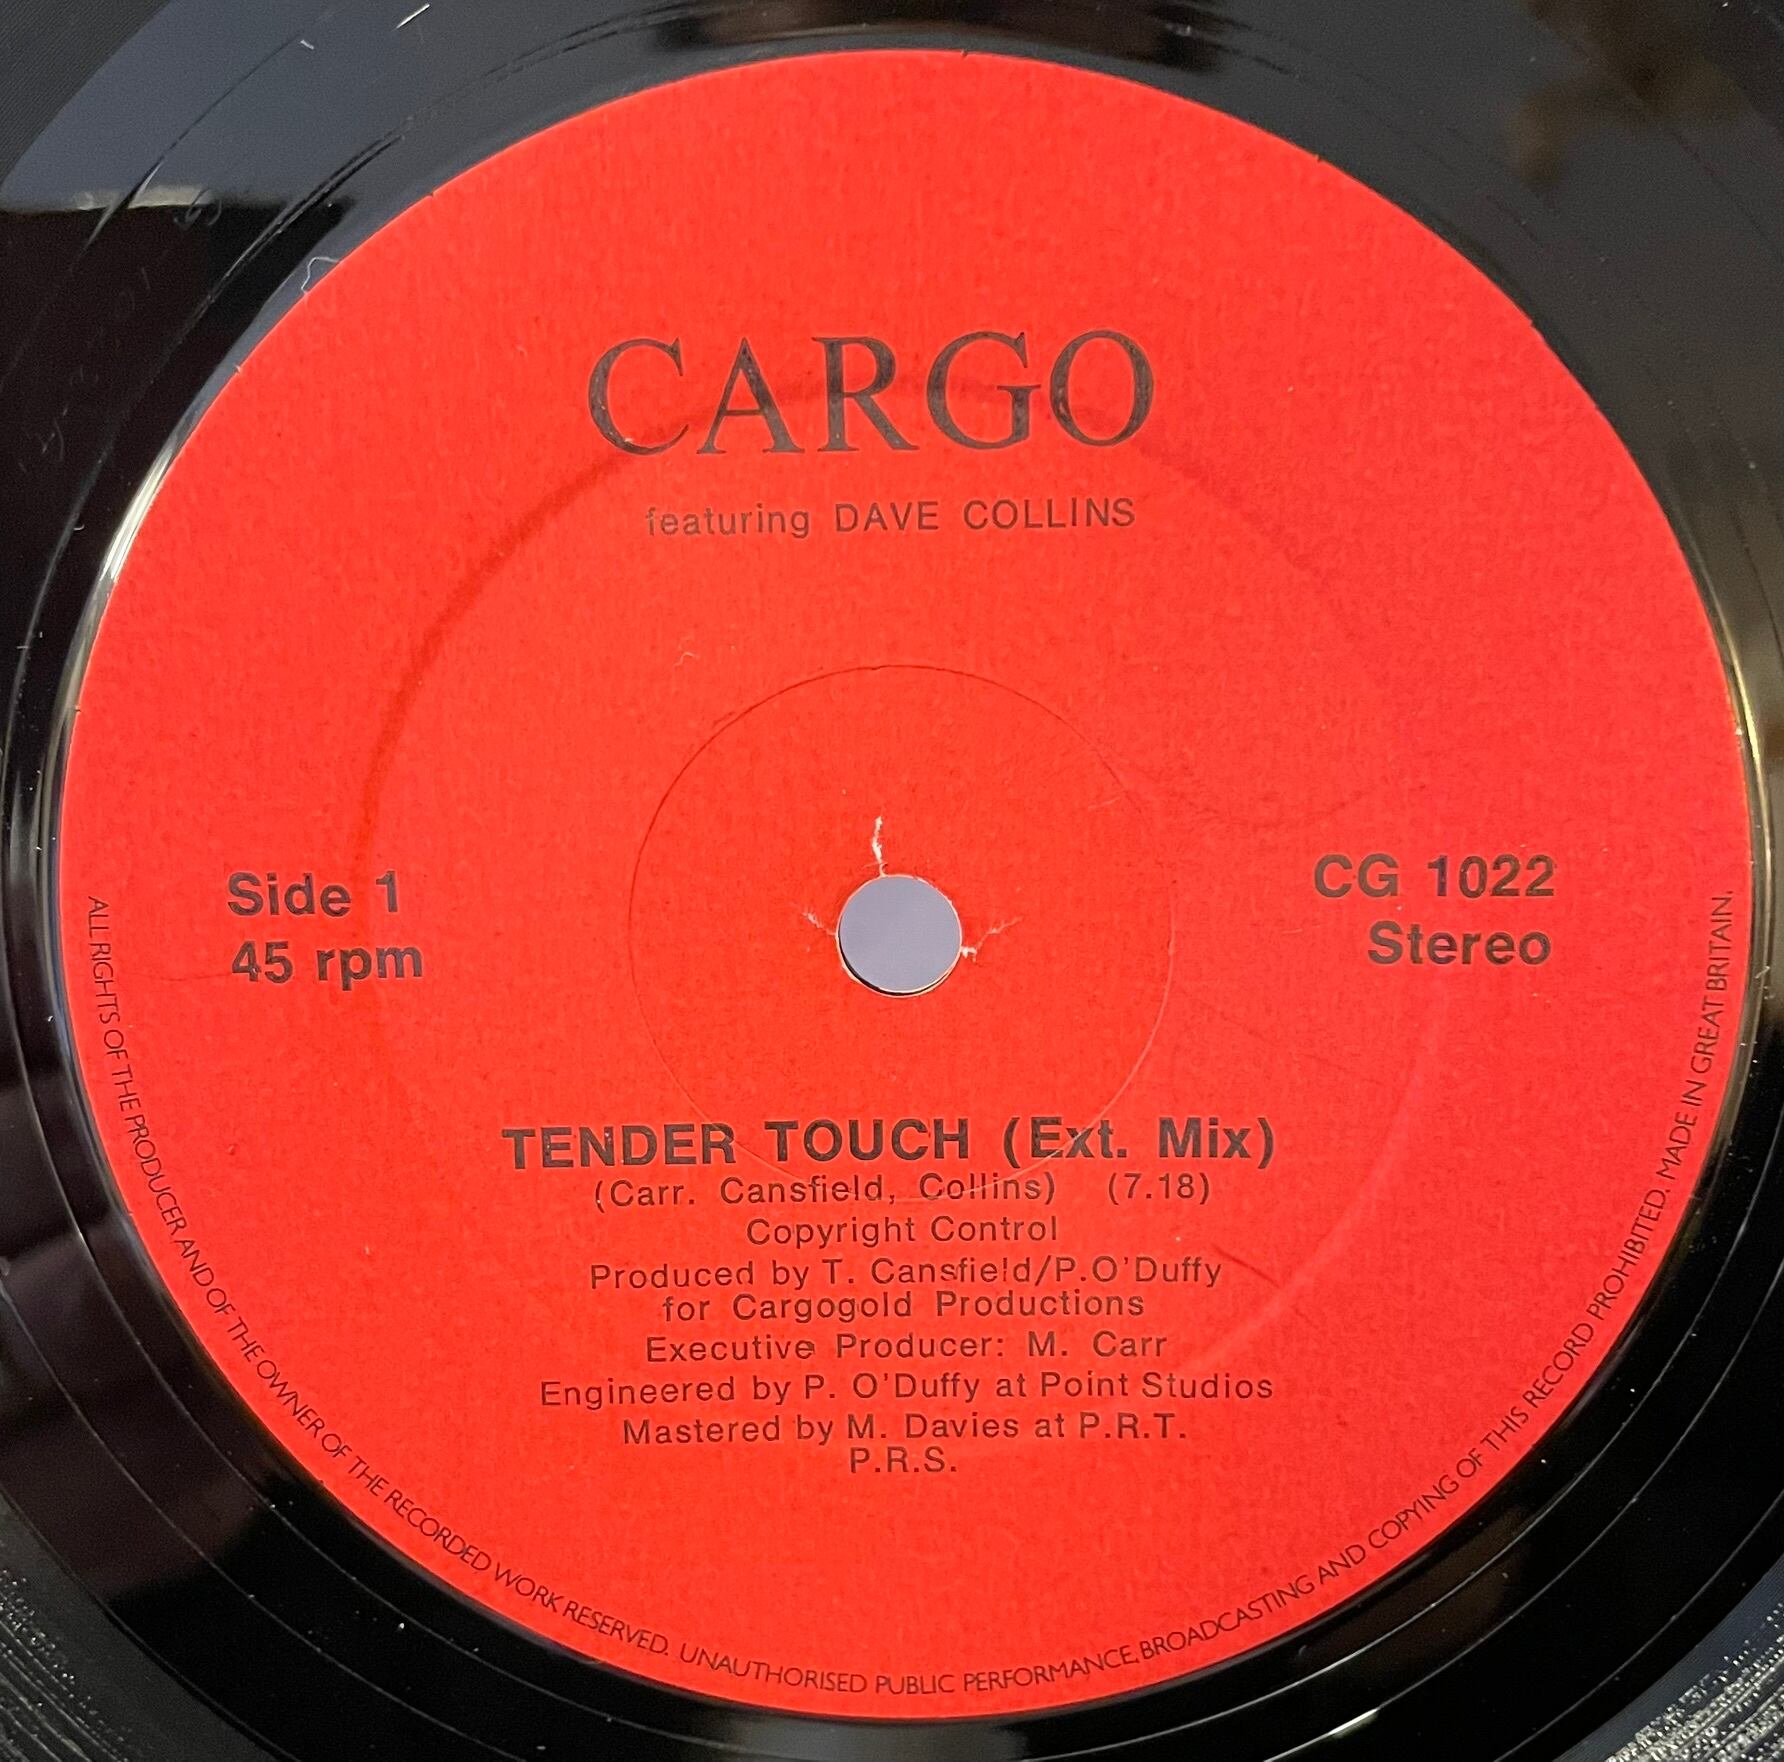 CARGO
featuring DAVE COLLINS
Side 1
45 rpm
CG 1022
Stereo
TENDER TOUCH (Ext. Mix)
(Carr. Cansfield, Collins) (7.18)
Copyright Control
Produced by T. Cansfield/P.O'Duffy
for Cargogold Productions
Executive Producer: M. Carr
Engineered by P. O'Duffy at Point Studios
Mastered by M. Davies at P.R.T.
P.R.S.
ALL RIGHTS OF THE PRODUCER AND OF THE OWNER OF THE RECORDED WORK RESERVED. UNAUTHORISED PUBLIC PERFORMANCE, BROADCASTING AND COPYING OF THIS RECORD PROHIBITED. MADE IN GREAT BRITAIN.